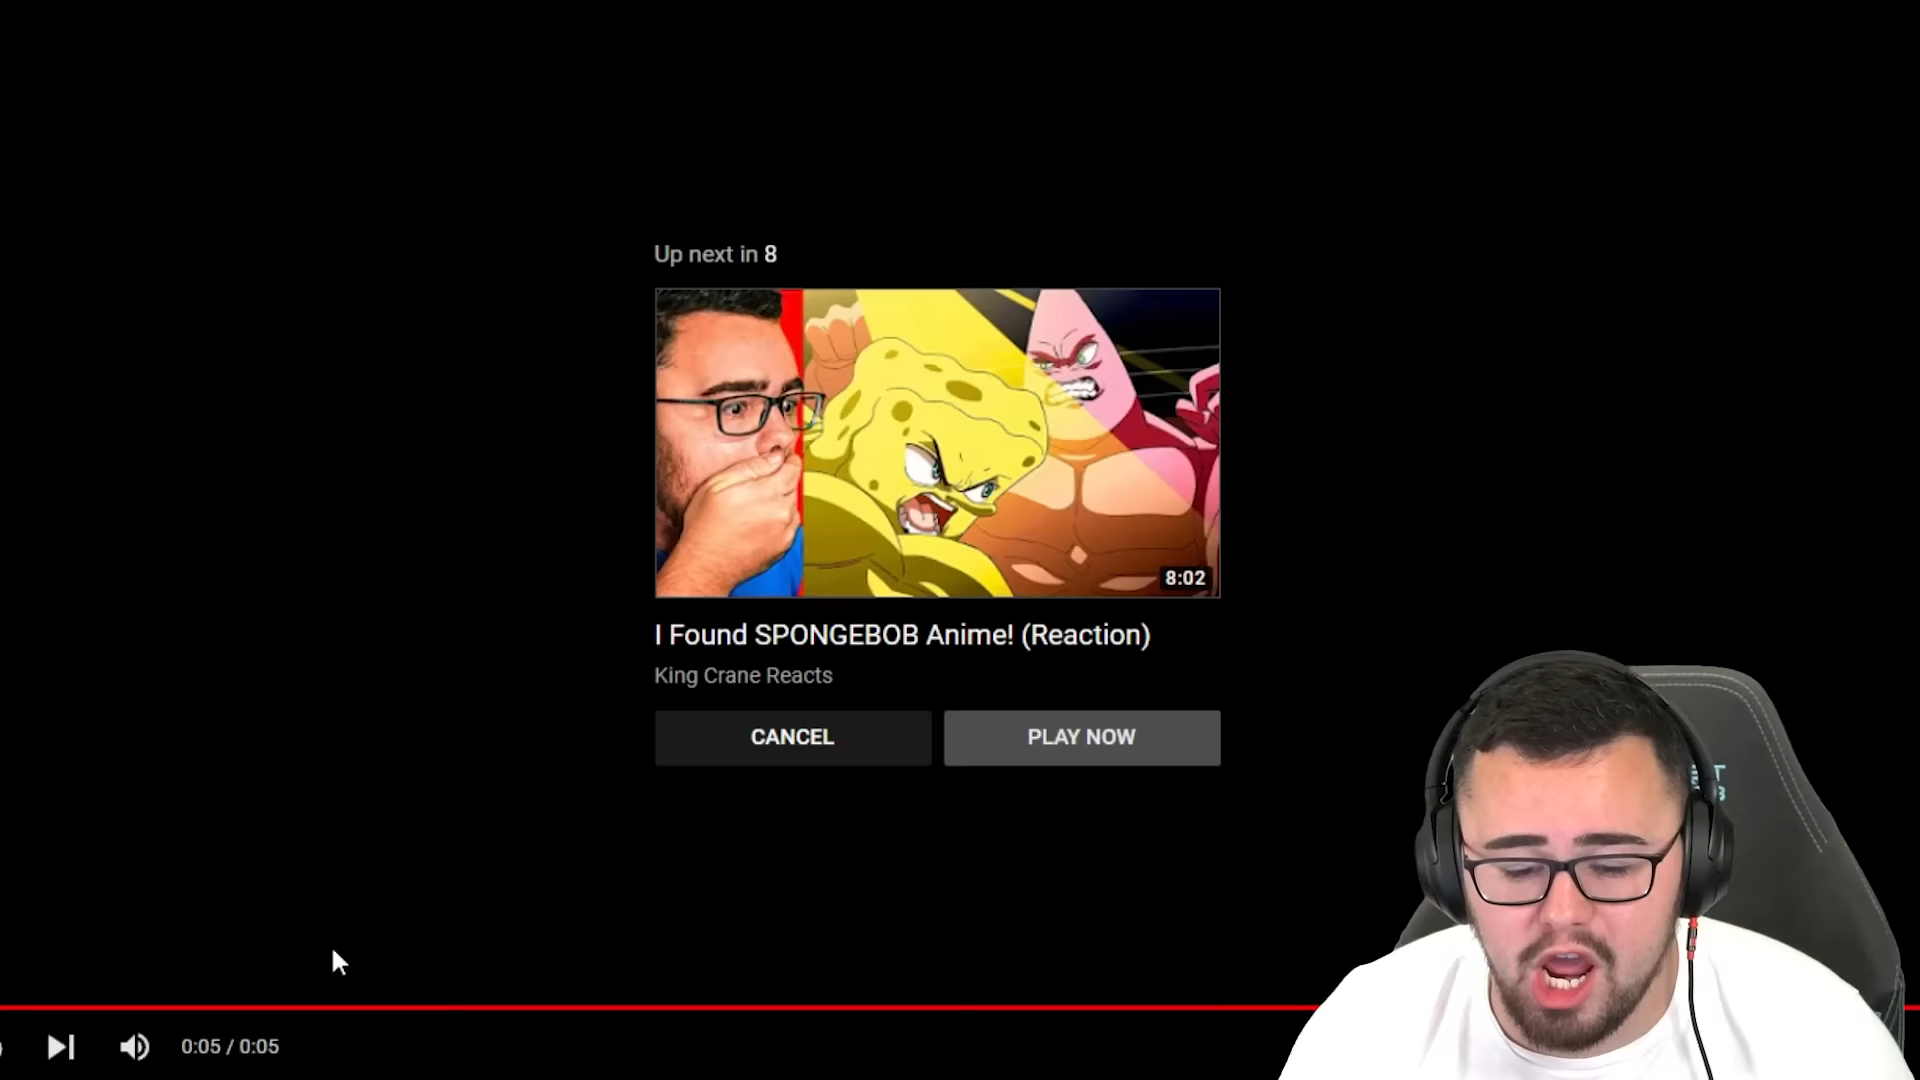 Up next in 8
8:02
I Found SPONGEBOB Anime! (Reaction)
King Crane Reacts
CANCEL
PLAY NOW
0:05 / 0:05